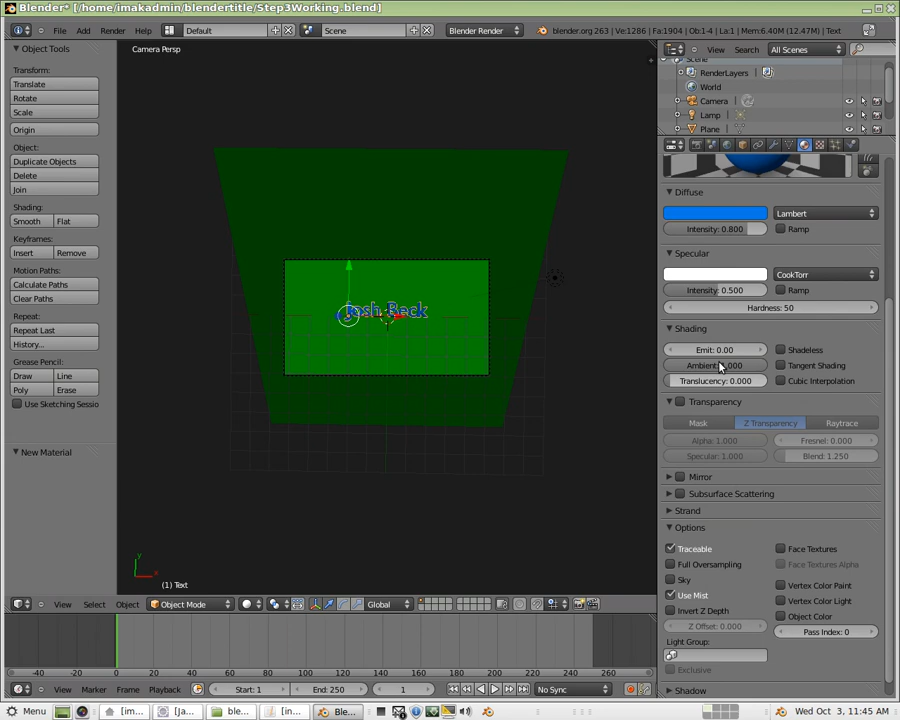 Blender* [/home/imakadmin/blendertitle/Step3Working.blend]
File Add Render Help Default Scene Blender Render blender.org 263 | Ve:1286 | Fa:1904 | Ob:1-4 | La:1 | Mem:6.40M (12.47M) | Text
Object Tools
Transform:
Translate
Rotate
Scale
Origin
Object:
Duplicate Objects
Delete
Join
Shading:
Smooth Flat
Keyframes:
Insert Remove
Motion Paths:
Calculate Paths
Clear Paths
Repeat:
Repeat Last
History...
Grease Pencil:
Draw Line
Poly Erase
Use Sketching Sessio
New Material
Camera Persp
Josh Beck
y
x
(1) Text
View Select Object Object Mode Global
View Search All Scenes
Scene
RenderLayers
World
Camera
Lamp
Plane
Diffuse
Lambert
Intensity: 0.800 Ramp
Specular
CookTorr
Intensity: 0.500 Ramp
Hardness: 50
Shading
Emit: 0.00 Shadeless
Tangent Shading
Translucency: 0.000 Cubic Interpolation
Transparency
Mask Z Transparency Raytrace
Alpha: 1.000 Fresnel: 0.000
Specular: 1.000 Blend: 1.250
Mirror
Subsurface Scattering
Strand
Options
Traceable Face Textures
Full Oversampling Face Textures Alpha
Sky Vertex Color Paint
Use Mist Vertex Color Light
Invert Z Depth Object Color
Z Offset: 0.000 Pass Index: 0
Light Group:
Exclusive
Shadow
-40 -20 0 20 40 60 80 100 120 140 160 180 200 220 240 260
View Marker Frame Playback Start: 1 End: 250 1 No Sync
Menu [im... [Ja... ble... [in... Ble... Wed Oct 3, 11:45 AM